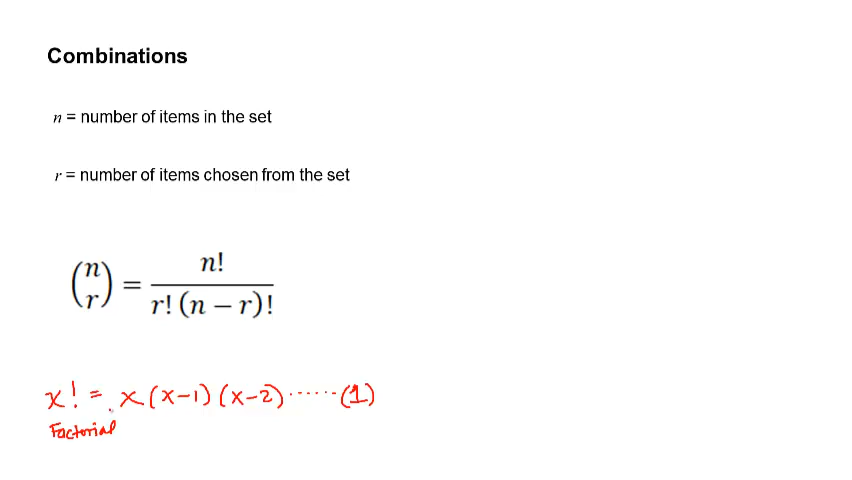 Combinations
n = number of items in the set
r = number of items chosen from the set
(n r) = n! / r! (n − r)!
x! = x (x-1) (x-2) ...... (1)
Factorial